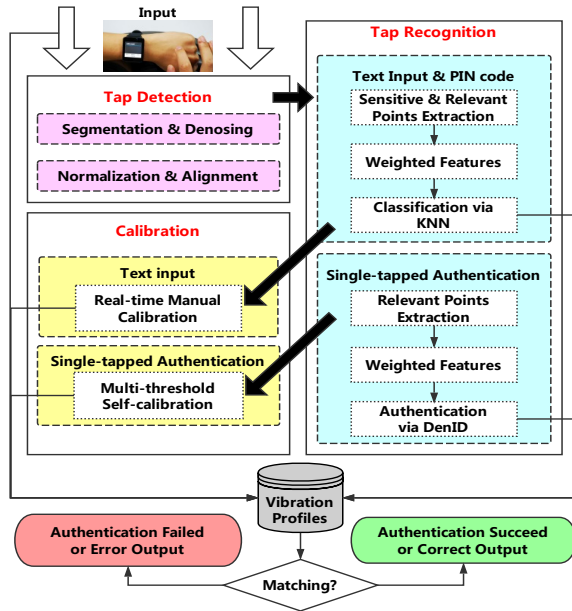 Input
Tap Detection
Segmentation & Denosing
Normalization & Alignment
Tap Recognition
Text Input & PIN code
Sensitive & Relevant
Points Extraction
Weighted Features
Classification via
KNN
Single-tapped Authentication
Relevant Points
Extraction
Weighted Features
Authentication
via DenID
Calibration
Text input
Real-time Manual
Calibration
Single-tapped Authentication
Multi-threshold
Self-calibration
Vibration
Profiles
Authentication Failed
or Error Output
Authentication Succeed
or Correct Output
Matching?